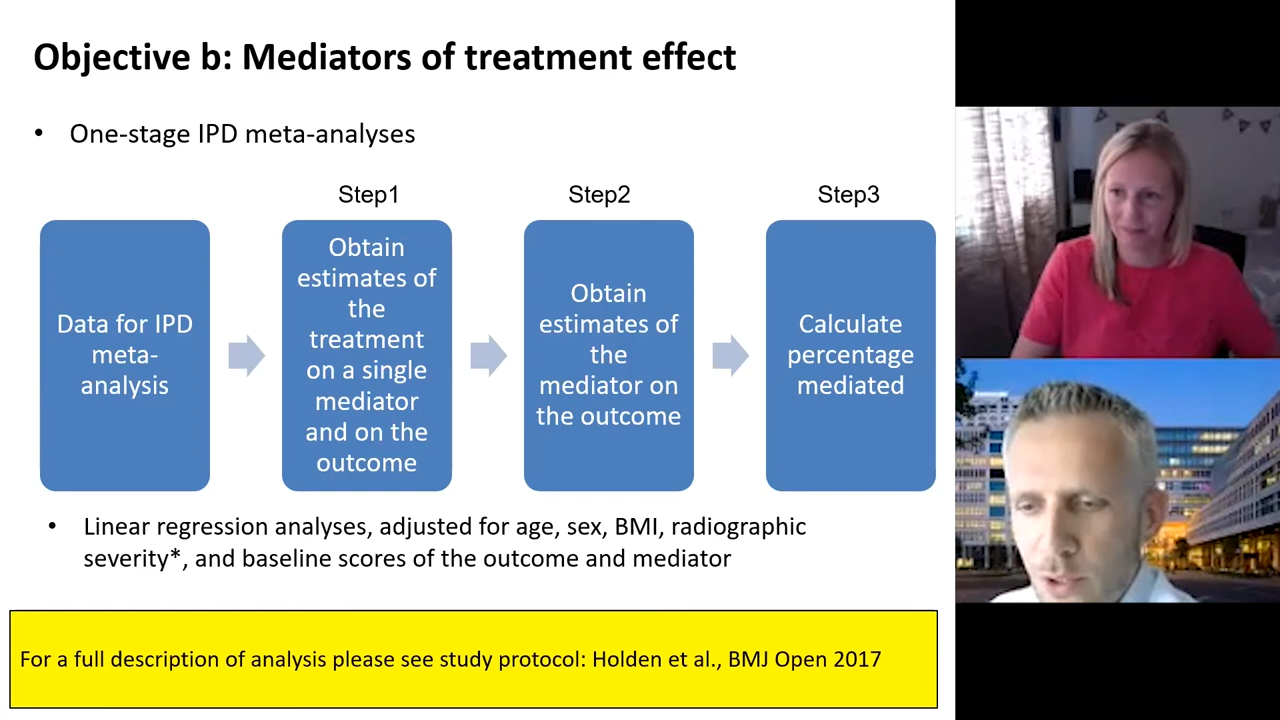 Objective b: Mediators of treatment effect
• One-stage IPD meta-analyses
Step1
Step2
Step3
Data for IPD
meta-
analysis
Obtain
estimates of
the
treatment
on a single
mediator
and on the
outcome
Obtain
estimates of
the
mediator on
the outcome
Calculate
percentage
mediated
• Linear regression analyses, adjusted for age, sex, BMI, radiographic
severity*, and baseline scores of the outcome and mediator
For a full description of analysis please see study protocol: Holden et al., BMJ Open 2017